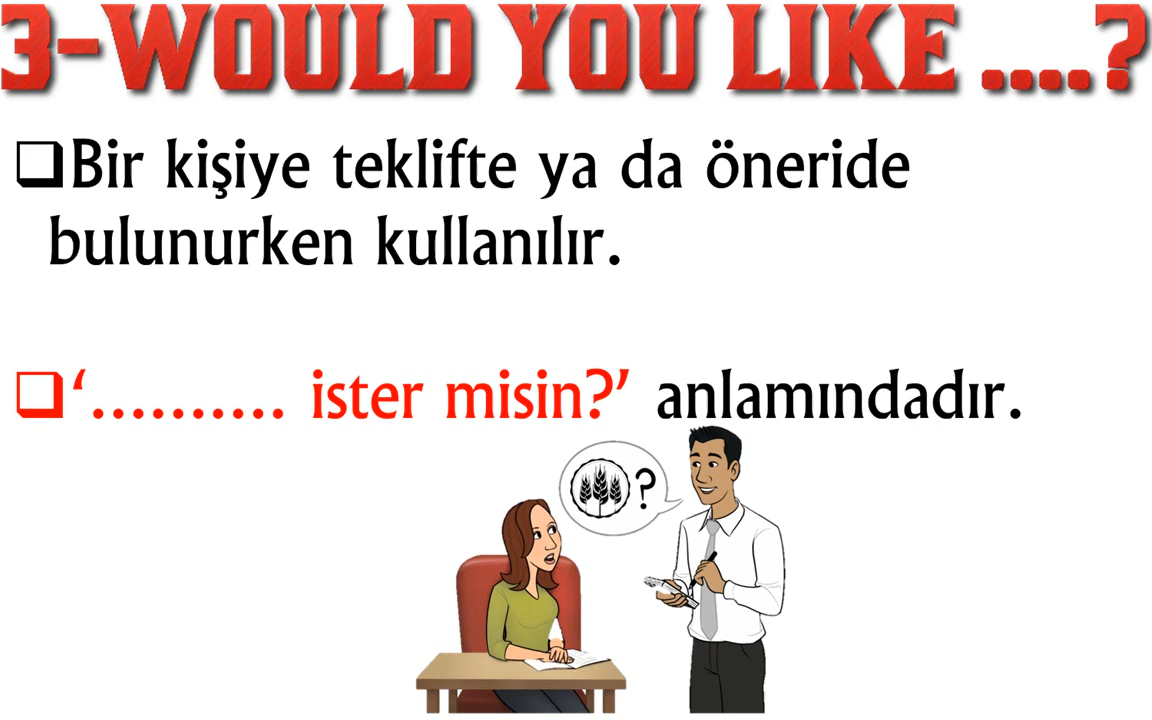 3-WOULD YOU LIKE ....?
❑Bir kişiye teklifte ya da öneride
bulunurken kullanılır.
❑‘.......... ister misin?’ anlamındadır.
?